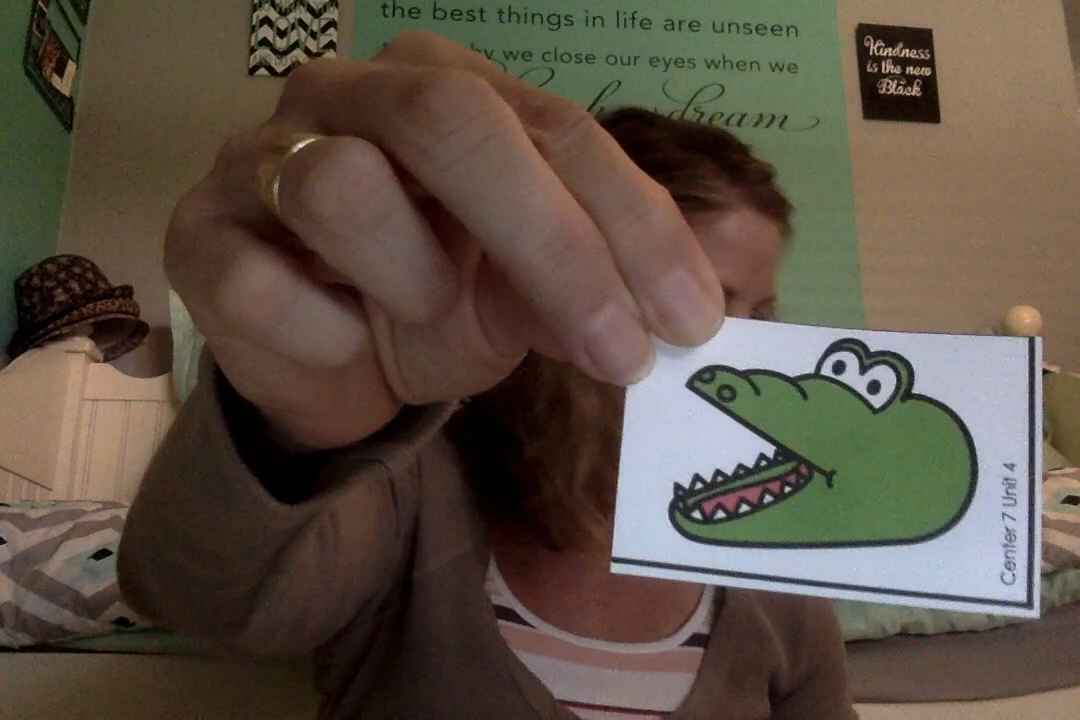 the best things in life are unseen
we close our eyes when we
dream
Kindness
is the new
Black
Center 7 Unit 4